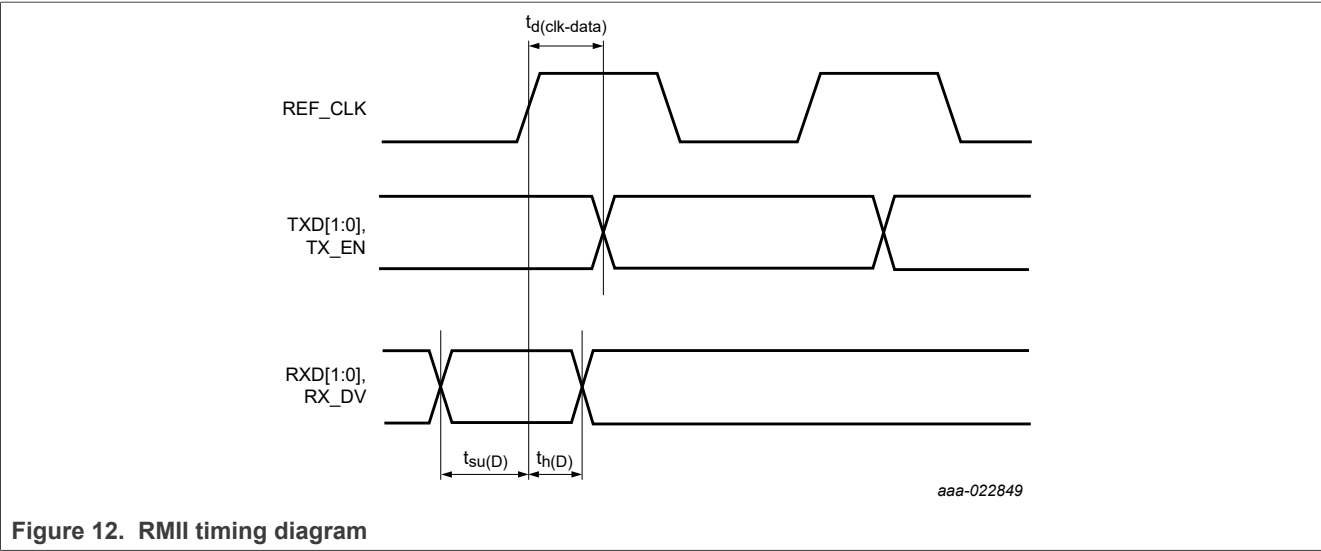 td(clk-data)
REF_CLK
TXD[1:0],
TX_EN
RXD[1:0],
RX_DV
tsu(D) th(D)
aaa-022849
Figure 12. RMII timing diagram